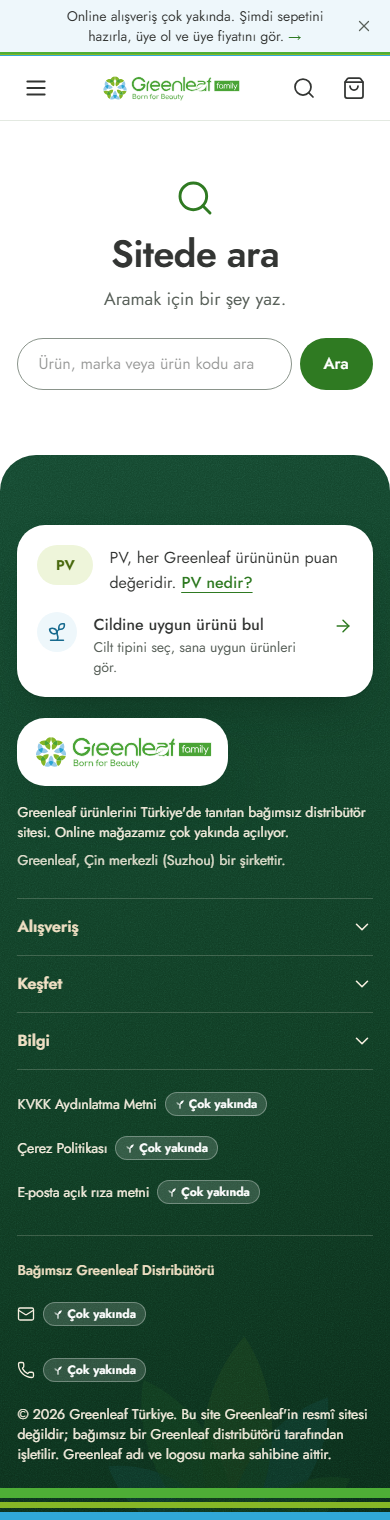 Online alışveriş çok yakında. Şimdi sepetini
hazırla, üye ol ve üye fiyatını gör. →
Greenleaf family
Born for Beauty
Sitede ara
Aramak için bir şey yaz.
Ürün, marka veya ürün kodu ara
Ara
PV
PV, her Greenleaf ürününün puan
değeridir. PV nedir?
Cildine uygun ürünü bul
Cilt tipini seç, sana uygun ürünleri
gör.
Greenleaf family
Born for Beauty
Greenleaf ürünlerini Türkiye'de tanıtan bağımsız distribütör
sitesi. Online mağazamız çok yakında açılıyor.
Greenleaf, Çin merkezli (Suzhou) bir şirkettir.
Alışveriş
Keşfet
Bilgi
KVKK Aydınlatma Metni Çok yakında
Çerez Politikası Çok yakında
E-posta açık rıza metni Çok yakında
Bağımsız Greenleaf Distribütörü
Çok yakında
Çok yakında
© 2026 Greenleaf Türkiye. Bu site Greenleaf'in resmî sitesi
değildir; bağımsız bir Greenleaf distribütörü tarafından
işletilir. Greenleaf adı ve logosu marka sahibine aittir.